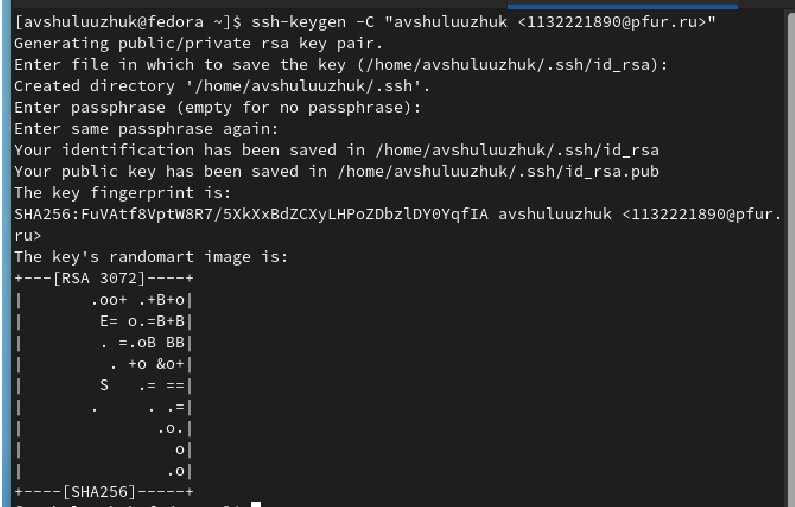 [avshuluuzhuk@fedora ~]$ ssh-keygen -C "avshuluuzhuk <1132221890@pfur.ru>"
Generating public/private rsa key pair.
Enter file in which to save the key (/home/avshuluuzhuk/.ssh/id_rsa):
Created directory '/home/avshuluuzhuk/.ssh'.
Enter passphrase (empty for no passphrase):
Enter same passphrase again:
Your identification has been saved in /home/avshuluuzhuk/.ssh/id_rsa
Your public key has been saved in /home/avshuluuzhuk/.ssh/id_rsa.pub
The key fingerprint is:
SHA256:FuVAtf8VptW8R7/5XkXxBdZCXyLHPoZDbzlDY0YqfIA avshuluuzhuk <1132221890@pfur.
ru>
The key's randomart image is:
+---[RSA 3072]----+
|        .oo+ .+B+o|
|         E= o.=B+B|
|         . =.oB BB|
|          . +o &o+|
|         S   .= ==|
|        .     . .=|
|               .o.|
|                 o|
|                .o|
+----[SHA256]-----+